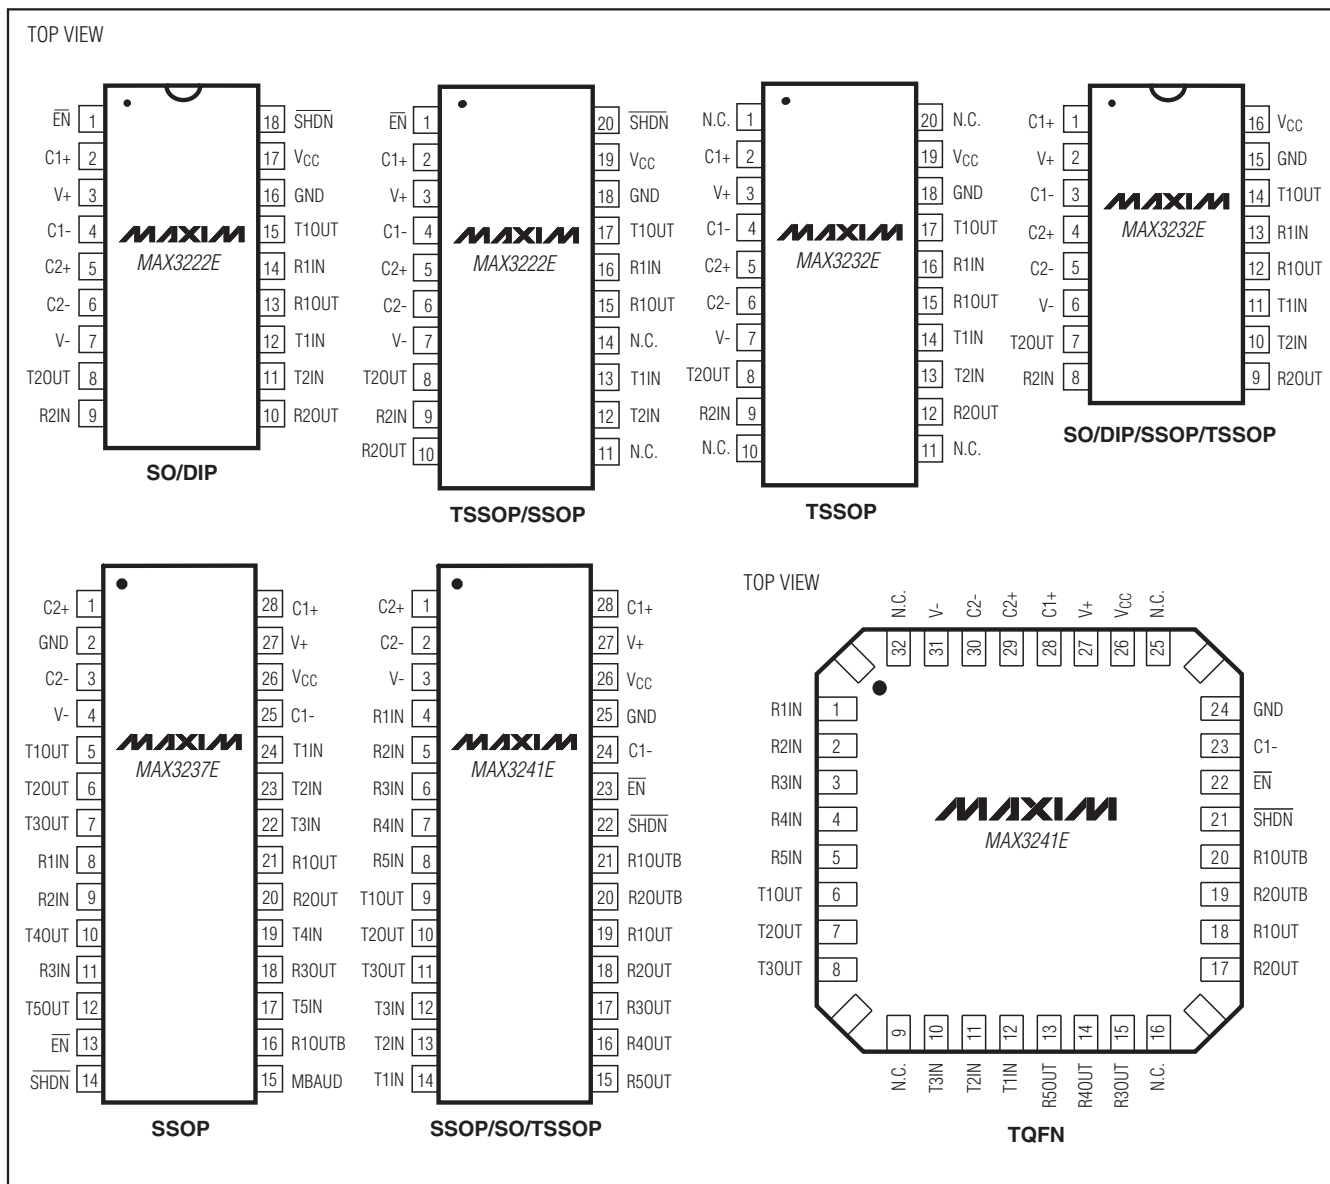 TOP VIEW
EN 1
C1+ 2
V+ 3
C1- 4
C2+ 5
C2- 6
V- 7
T2OUT 8
R2IN 9
MAXIM
MAX3222E
18 SHDN
17 VCC
16 GND
15 T1OUT
14 R1IN
13 R1OUT
12 T1IN
11 T2IN
10 R2OUT
SO/DIP
EN 1
C1+ 2
V+ 3
C1- 4
C2+ 5
C2- 6
V- 7
T2OUT 8
R2IN 9
R2OUT 10
MAXIM
MAX3222E
20 SHDN
19 VCC
18 GND
17 T1OUT
16 R1IN
15 R1OUT
14 N.C.
13 T1IN
12 T2IN
11 N.C.
TSSOP/SSOP
N.C. 1
C1+ 2
V+ 3
C1- 4
C2+ 5
C2- 6
V- 7
T2OUT 8
R2IN 9
N.C. 10
MAXIM
MAX3232E
20 N.C.
19 VCC
18 GND
17 T1OUT
16 R1IN
15 R1OUT
14 T1IN
13 T2IN
12 R2OUT
11 N.C.
TSSOP
C1+ 1
V+ 2
C1- 3
C2+ 4
C2- 5
V- 6
T2OUT 7
R2IN 8
MAXIM
MAX3232E
16 VCC
15 GND
14 T1OUT
13 R1IN
12 R1OUT
11 T1IN
10 T2IN
9 R2OUT
SO/DIP/SSOP/TSSOP
C2+ 1
GND 2
C2- 3
V- 4
T1OUT 5
T2OUT 6
T3OUT 7
R1IN 8
R2IN 9
T4OUT 10
R3IN 11
T5OUT 12
EN 13
SHDN 14
MAXIM
MAX3237E
28 C1+
27 V+
26 VCC
25 C1-
24 T1IN
23 T2IN
22 T3IN
21 R1OUT
20 R2OUT
19 T4IN
18 R3OUT
17 T5IN
16 R1OUTB
15 MBAUD
SSOP
C2+ 1
C2- 2
V- 3
R1IN 4
R2IN 5
R3IN 6
R4IN 7
R5IN 8
T1OUT 9
T2OUT 10
T3OUT 11
T3IN 12
T2IN 13
T1IN 14
MAXIM
MAX3241E
28 C1+
27 V+
26 VCC
25 GND
24 C1-
23 EN
22 SHDN
21 R1OUTB
20 R2OUTB
19 R1OUT
18 R2OUT
17 R3OUT
16 R4OUT
15 R5OUT
SSOP/SO/TSSOP
TOP VIEW
N.C. V- C2- C2+ C1+ V+ VCC N.C.
32 31 30 29 28 27 26 25
R1IN 1
R2IN 2
R3IN 3
R4IN 4
R5IN 5
T1OUT 6
T2OUT 7
T3OUT 8
MAXIM
MAX3241E
24 GND
23 C1-
22 EN
21 SHDN
20 R1OUTB
19 R2OUTB
18 R1OUT
17 R2OUT
9 10 11 12 13 14 15 16
N.C. T3IN T2IN T1IN R5OUT R4OUT R3OUT N.C.
TQFN